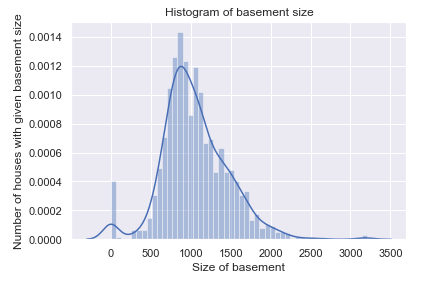 Histogram of basement size
Number of houses with given basement size
0.0014
0.0012
0.0010
0.0008
0.0006
0.0004
0.0002
0.0000
0 500 1000 1500 2000 2500 3000 3500
Size of basement